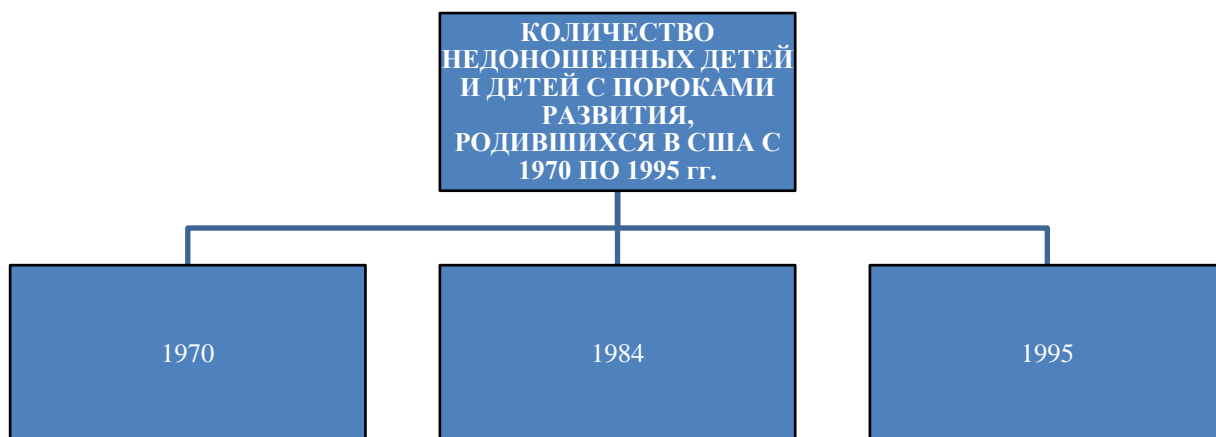 КОЛИЧЕСТВО
НЕДОНОШЕННЫХ ДЕТЕЙ
И ДЕТЕЙ С ПОРОКАМИ
РАЗВИТИЯ,
РОДИВШИХСЯ В США С
1970 ПО 1995 гг.
1970
1984
1995